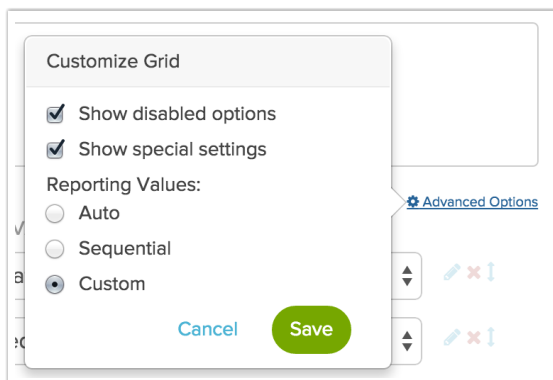 Customize Grid
Show disabled options
Show special settings
Reporting Values:
Auto
Advanced Options
Sequential
Custom
Cancel
Save